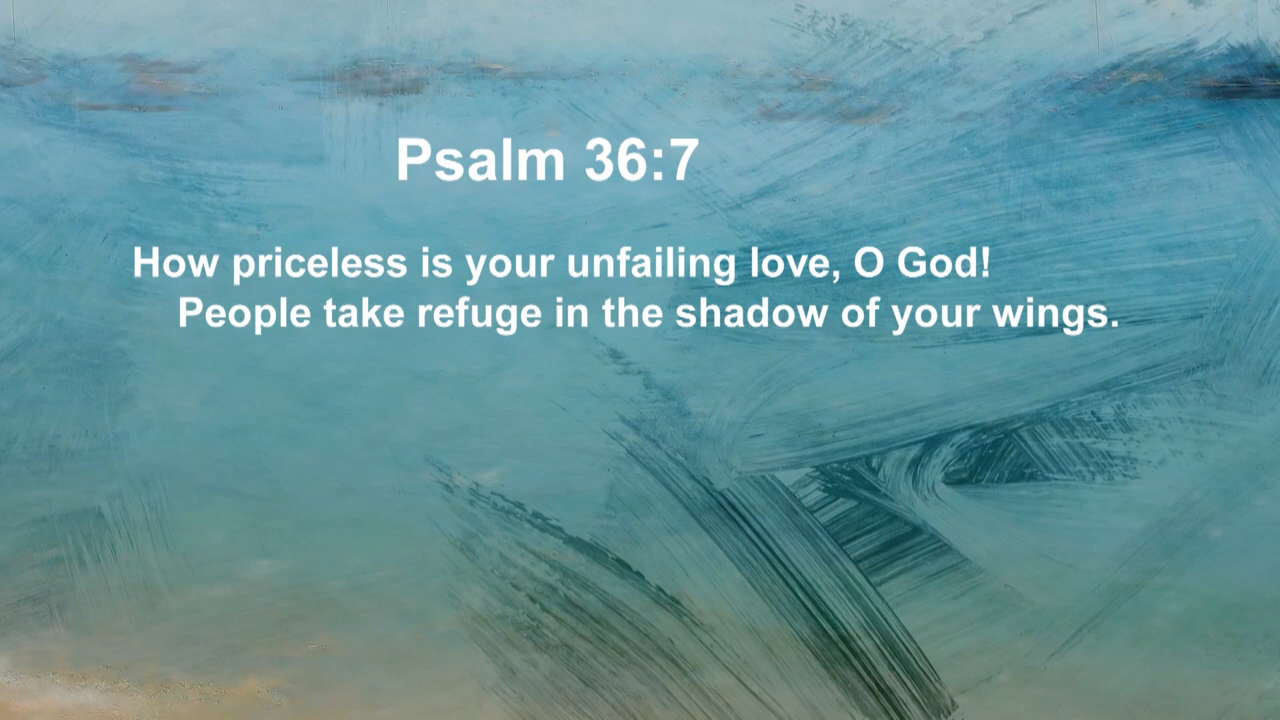 Psalm 36:7
How priceless is your unfailing love, O God!
People take refuge in the shadow of your wings.